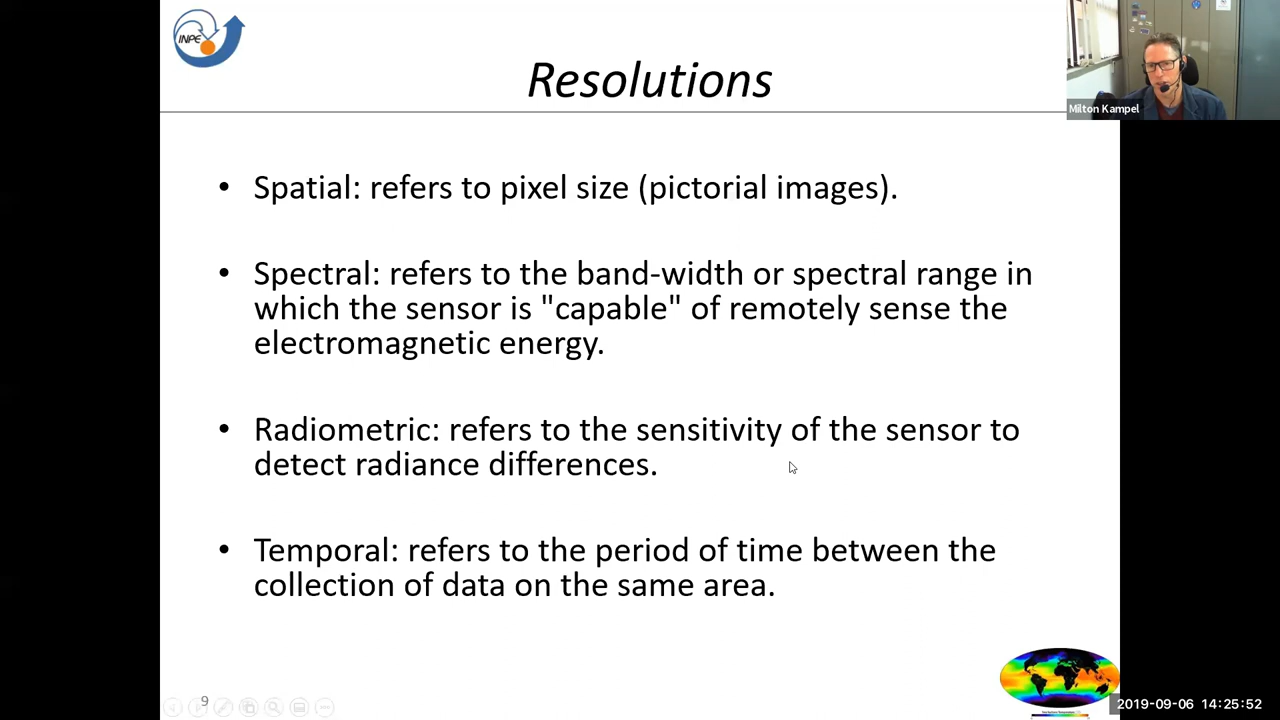 INPE
Resolutions
Milton Kampel
• Spatial: refers to pixel size (pictorial images).
• Spectral: refers to the band-width or spectral range in
which the sensor is "capable" of remotely sense the
electromagnetic energy.
• Radiometric: refers to the sensitivity of the sensor to
detect radiance differences.
• Temporal: refers to the period of time between the
collection of data on the same area.
9
2019-09-06 14:25:52